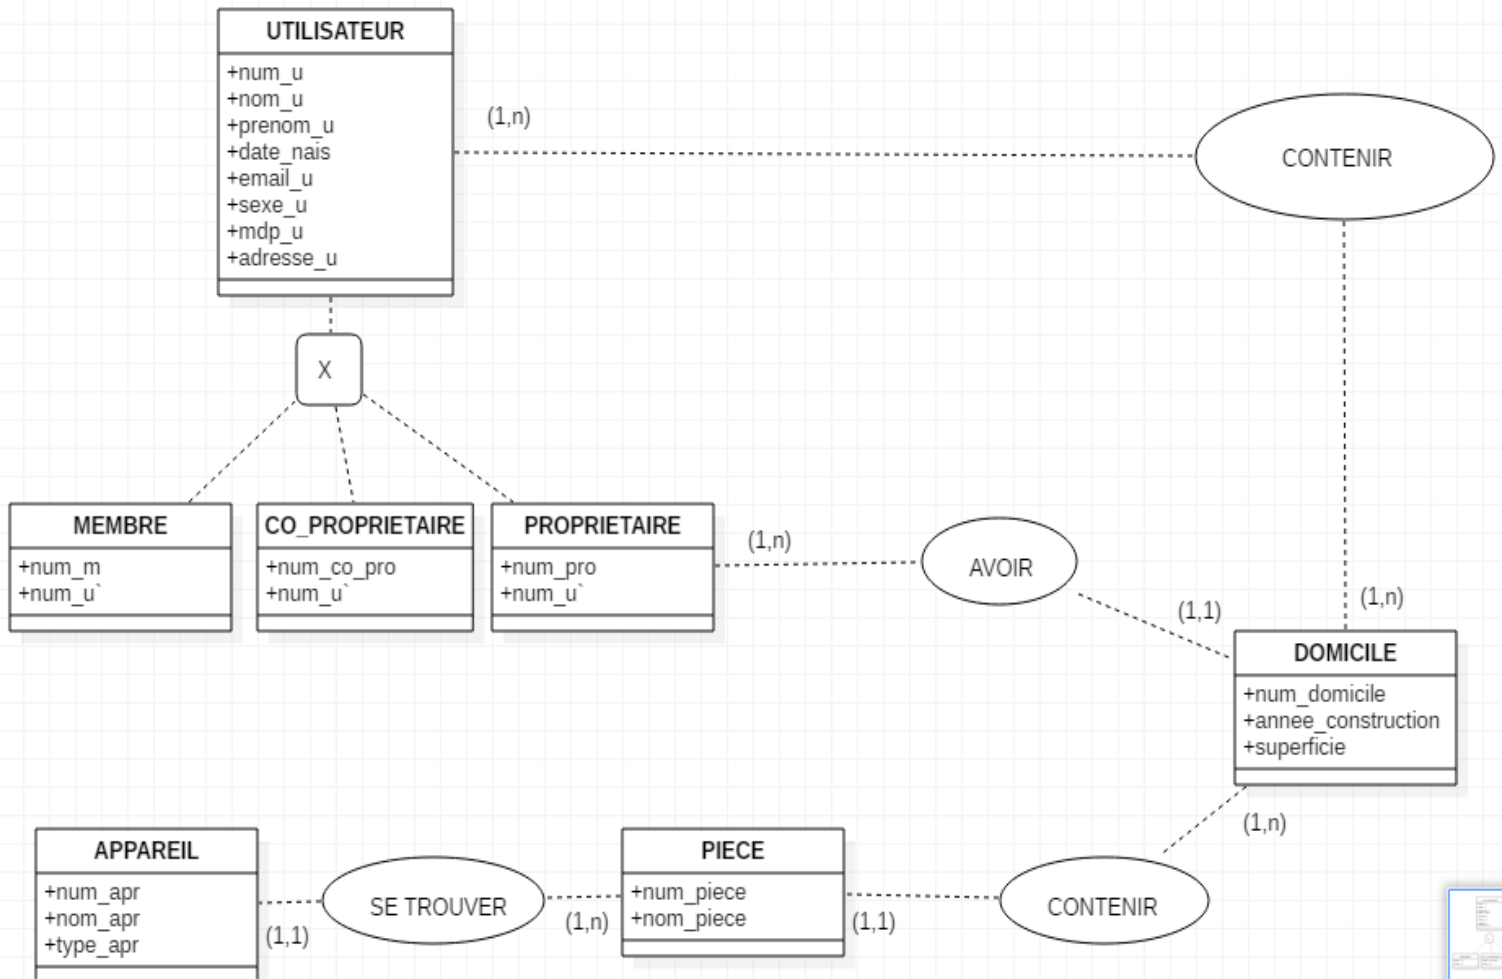 UTILISATEUR
+num_u
+nom_u
+prenom_u
+date_nais
+email_u
+sexe_u
+mdp_u
+adresse_u
(1,n)
CONTENIR
X
MEMBRE
+num_m
+num_u`
CO_PROPRIETAIRE
+num_co_pro
+num_u`
PROPRIETAIRE
+num_pro
+num_u`
(1,n)
AVOIR
(1,1)
(1,n)
DOMICILE
+num_domicile
+annee_construction
+superficie
(1,n)
APPAREIL
+num_apr
+nom_apr
+type_apr
(1,1)
SE TROUVER
(1,n)
PIECE
+num_piece
+nom_piece
(1,1)
CONTENIR